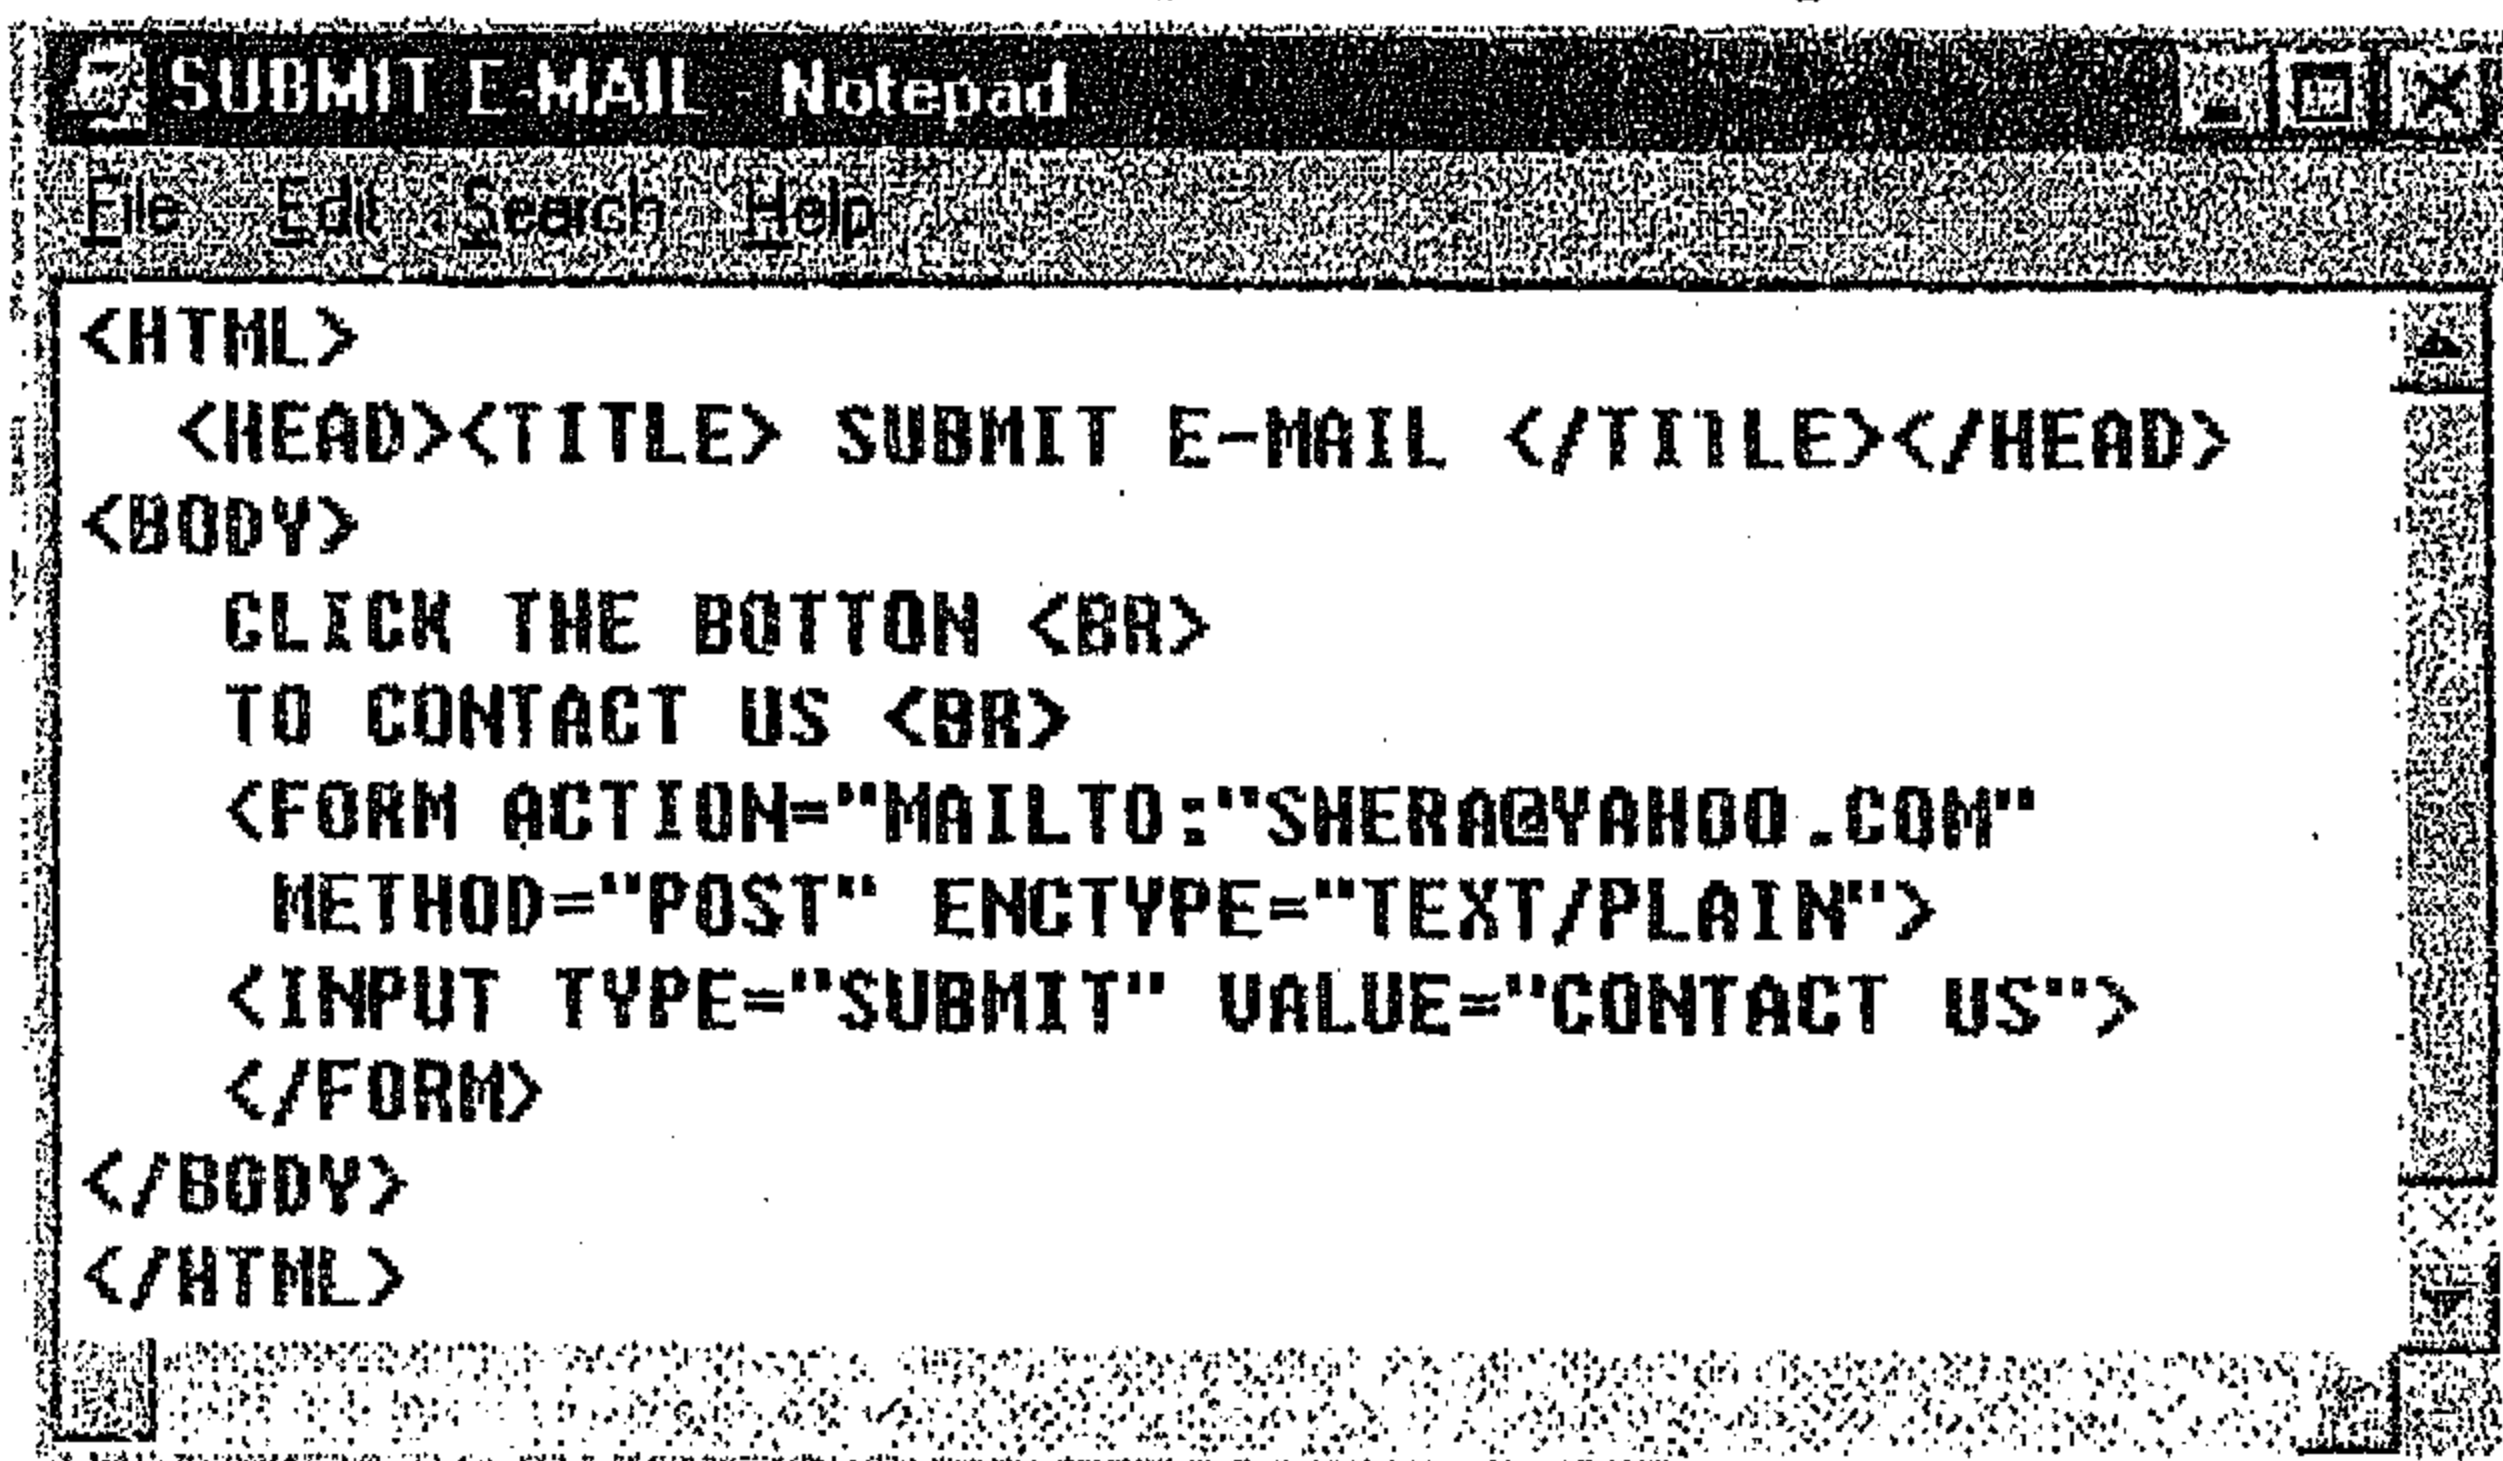 SUBMIT E-MAIL - Notepad
File Edit Search Help
<HTML>
<HEAD><TITLE> SUBMIT E-MAIL </TITLE></HEAD>
<BODY>
CLICK THE BOTTON <BR>
TO CONTACT US <BR>
<FORM ACTION="MAILTO:"SHERA@YAHOO.COM"
METHOD="POST" ENCTYPE="TEXT/PLAIN">
<INPUT TYPE="SUBMIT" VALUE="CONTACT US">
</FORM>
</BODY>
</HTML>